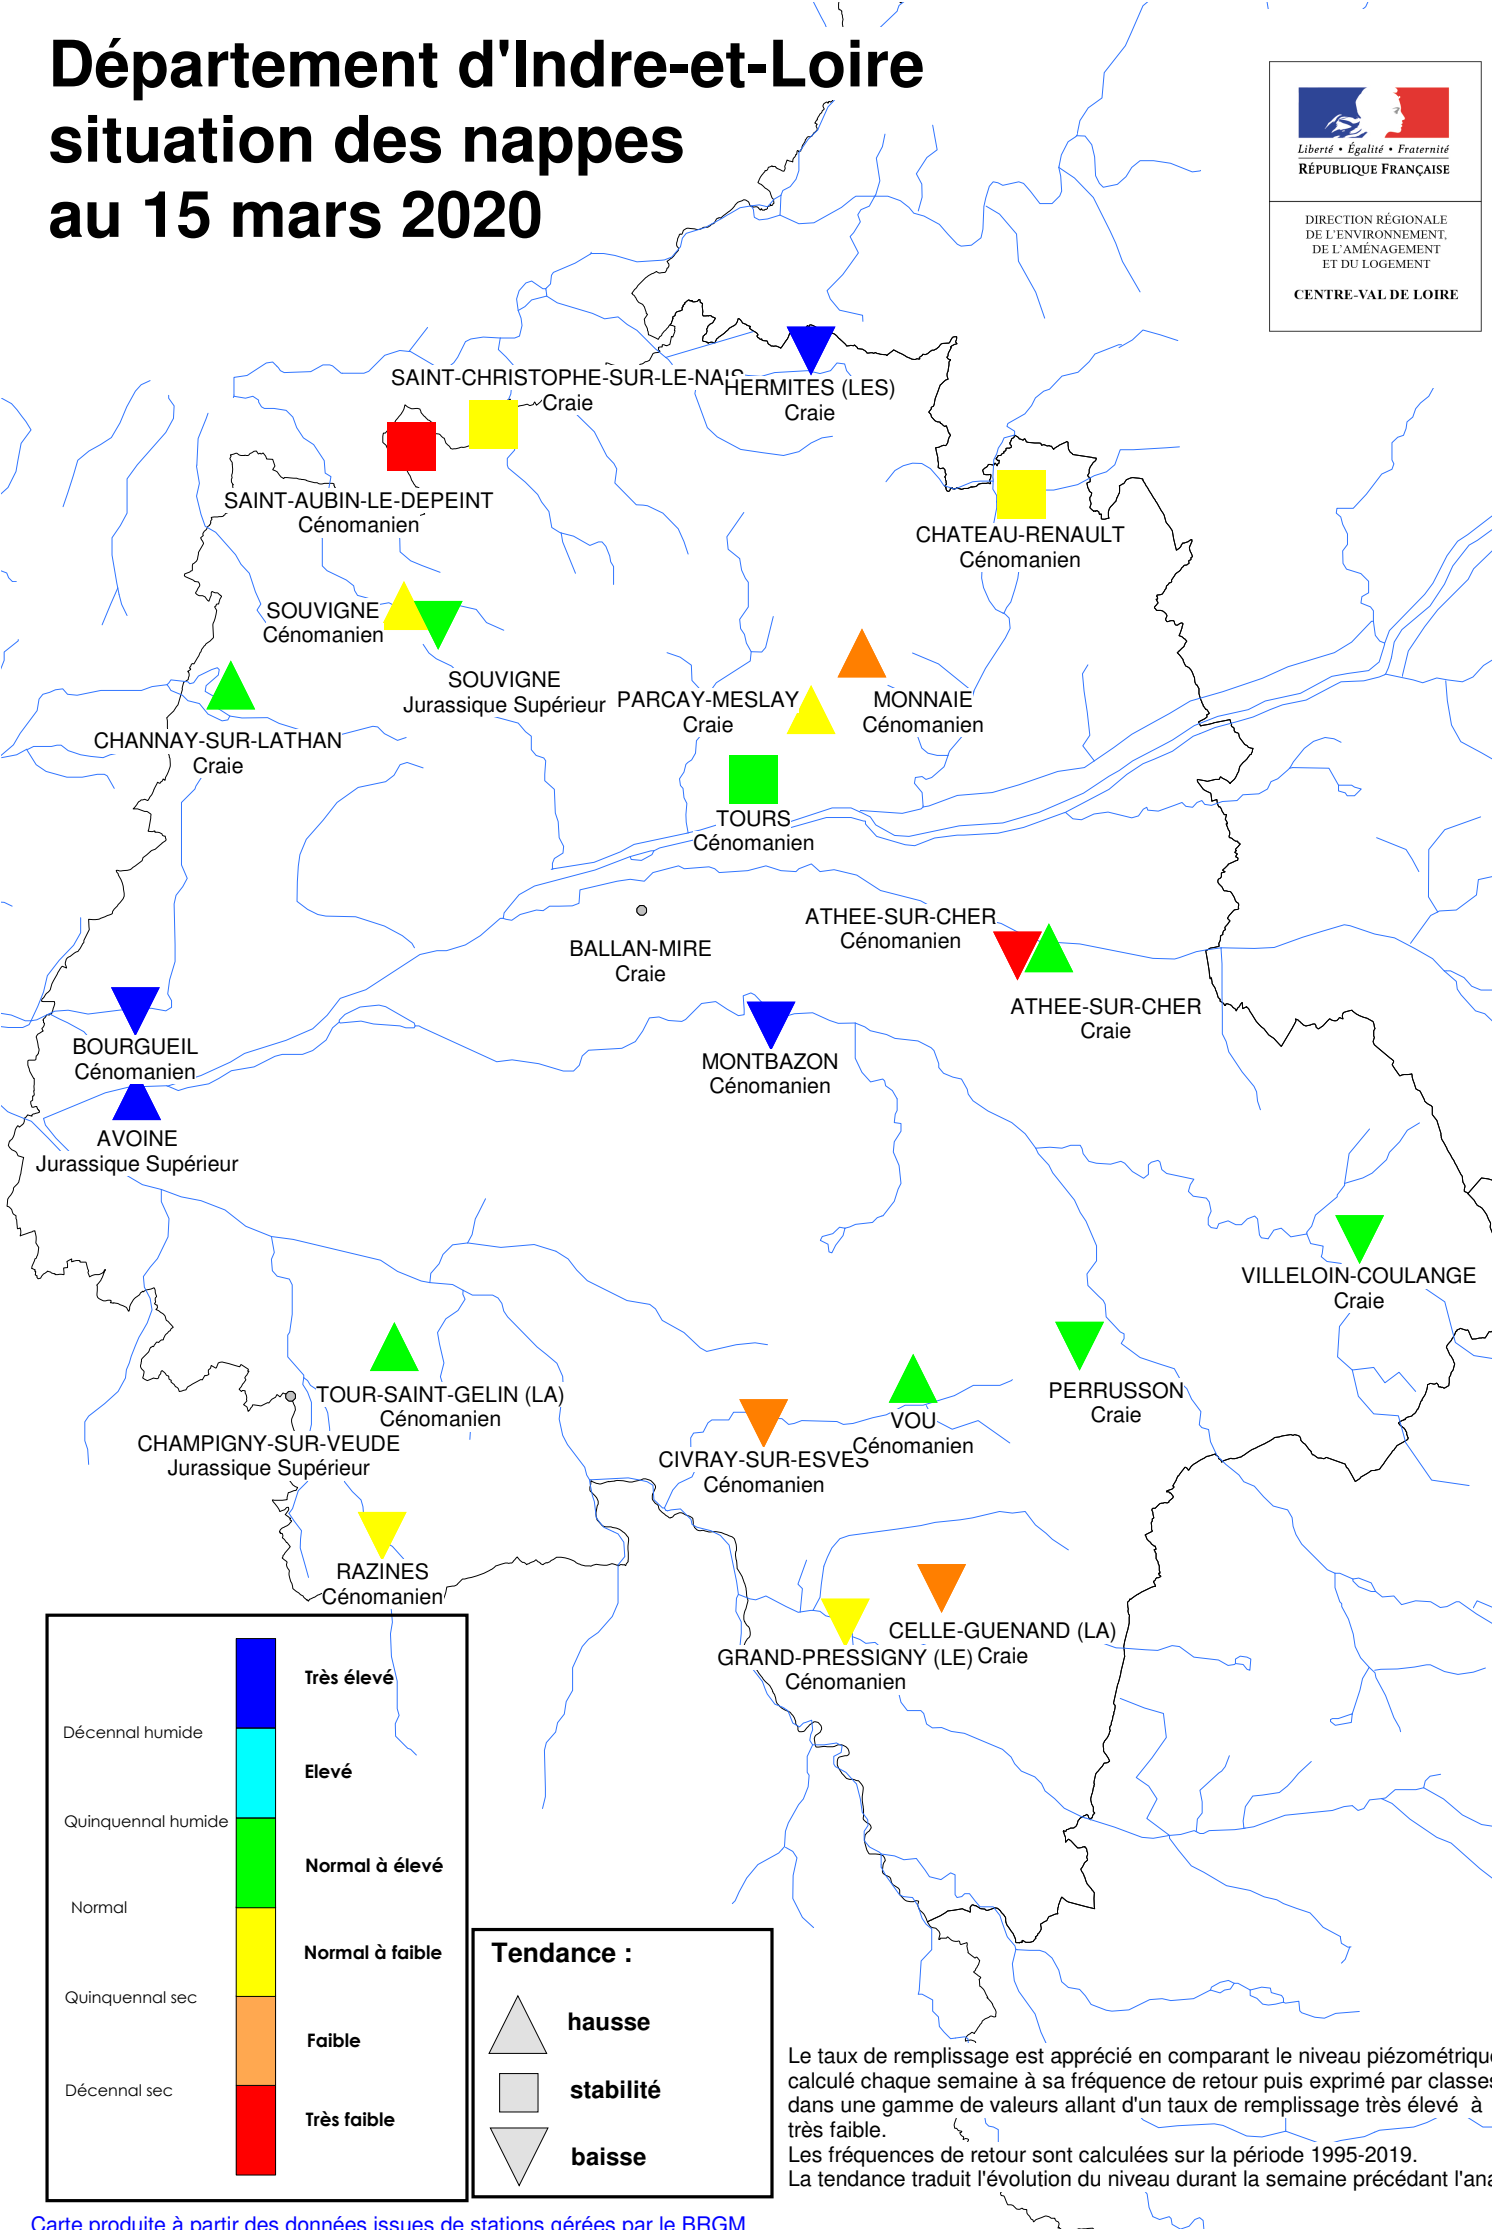 Département d'Indre-et-Loire
situation des nappes
au 15 mars 2020
Liberté • Égalité • Fraternité
RÉPUBLIQUE FRANÇAISE
DIRECTION RÉGIONALE
DE L'ENVIRONNEMENT,
DE L'AMÉNAGEMENT
ET DU LOGEMENT
CENTRE-VAL DE LOIRE
SAINT-CHRISTOPHE-SUR-LE-NAIS
Craie
HERMITES (LES)
Craie
SAINT-AUBIN-LE-DEPEINT
Cénomanien
CHATEAU-RENAULT
Cénomanien
SOUVIGNE
Cénomanien
SOUVIGNE
Jurassique Supérieur
PARCAY-MESLAY
Craie
MONNAIE
Cénomanien
CHANNAY-SUR-LATHAN
Craie
TOURS
Cénomanien
BALLAN-MIRE
Craie
ATHEE-SUR-CHER
Cénomanien
ATHEE-SUR-CHER
Craie
BOURGUEIL
Cénomanien
MONTBAZON
Cénomanien
AVOINE
Jurassique Supérieur
VILLELOIN-COULANGE
Craie
TOUR-SAINT-GELIN (LA)
Cénomanien
PERRUSSON
Craie
VOU
Cénomanien
CHAMPIGNY-SUR-VEUDE
Jurassique Supérieur
CIVRAY-SUR-ESVES
Cénomanien
RAZINES
Cénomanien
CELLE-GUENAND (LA)
Craie
GRAND-PRESSIGNY (LE)
Cénomanien
Très élevé
Décennal humide
Elevé
Quinquennal humide
Normal à élevé
Normal
Normal à faible
Quinquennal sec
Faible
Décennal sec
Très faible
Tendance :
hausse
stabilité
baisse
Le taux de remplissage est apprécié en comparant le niveau piézométrique
calculé chaque semaine à sa fréquence de retour puis exprimé par classes
dans une gamme de valeurs allant d'un taux de remplissage très élevé à
très faible.
Les fréquences de retour sont calculées sur la période 1995-2019.
La tendance traduit l'évolution du niveau durant la semaine précédant
Carte produite à partir des données issues de stations gérées par le BRGM